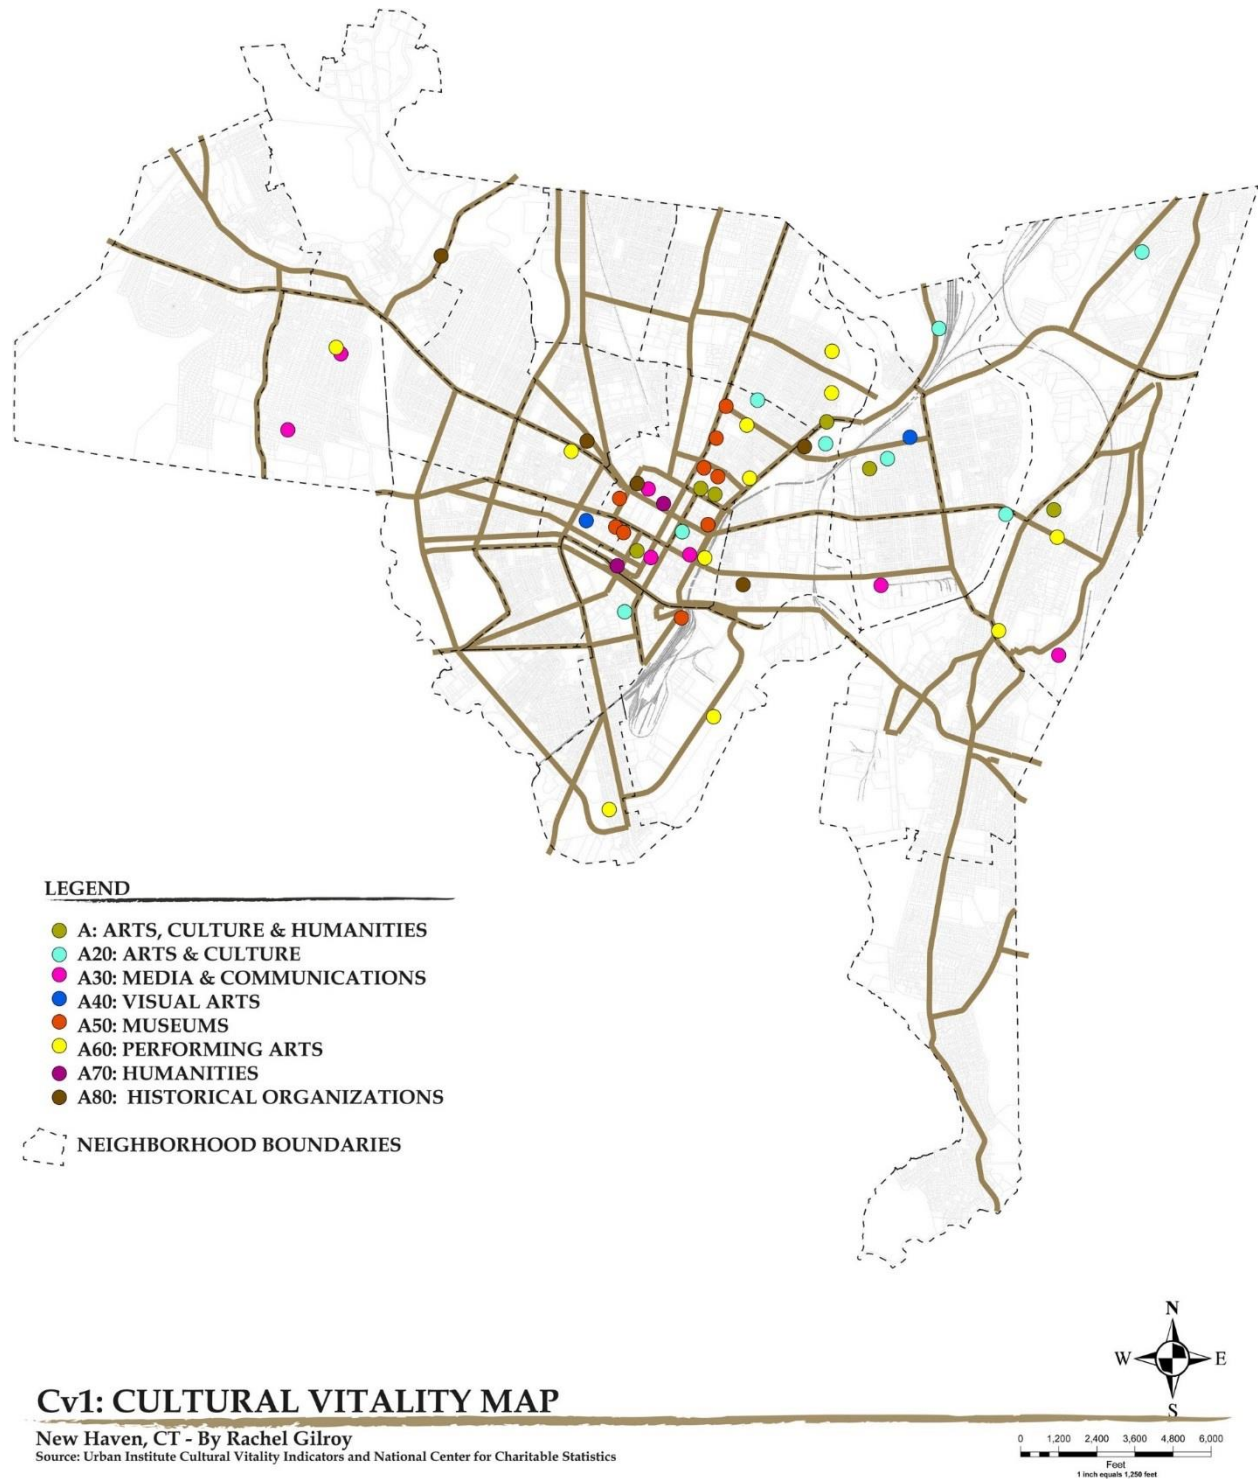 LEGEND
A: ARTS, CULTURE & HUMANITIES
A20: ARTS & CULTURE
A30: MEDIA & COMMUNICATIONS
A40: VISUAL ARTS
A50: MUSEUMS
A60: PERFORMING ARTS
A70: HUMANITIES
A80: HISTORICAL ORGANIZATIONS
NEIGHBORHOOD BOUNDARIES
N
W E
S
Cv1: CULTURAL VITALITY MAP
New Haven, CT - By Rachel Gilroy
Source: Urban Institute Cultural Vitality Indicators and National Center for Charitable Statistics
0 1,200 2,400 3,600 4,800 6,000
Feet
1 inch equals 1,250 feet